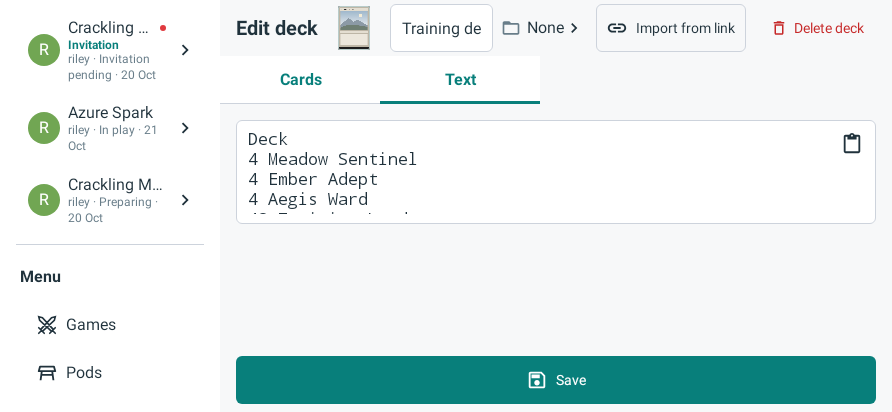 Crackling ...
Invitation
riley · Invitation
pending · 20 Oct
R
Azure Spark
riley · In play · 21
Oct
R
Crackling M...
riley · Preparing ·
20 Oct
R
Menu
Games
Pods
Edit deck
Training de
None
Import from link
Delete deck
Cards
Text
Deck
4 Meadow Sentinel
4 Ember Adept
4 Aegis Ward
Save